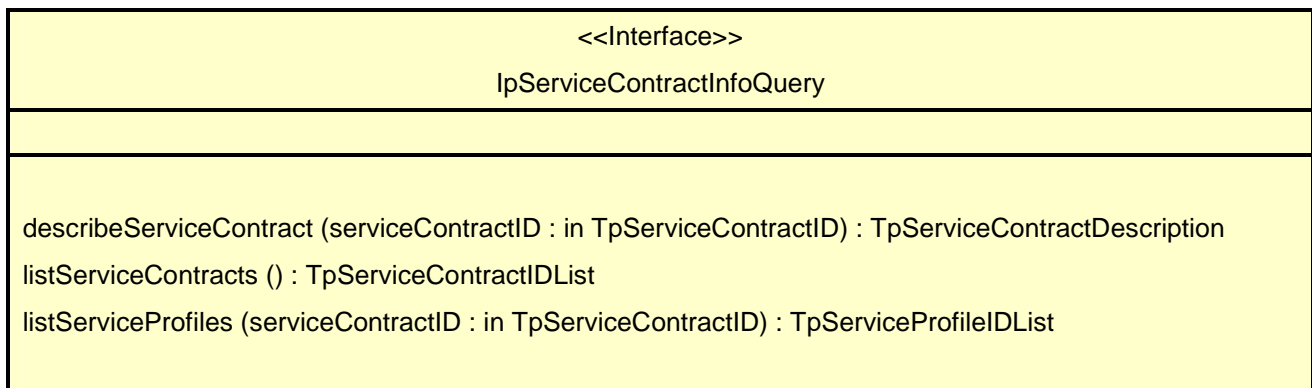 <<Interface>>
IpServiceContractInfoQuery
describeServiceContract (serviceContractID : in TpServiceContractID) : TpServiceContractDescription
listServiceContracts () : TpServiceContractIDList
listServiceProfiles (serviceContractID : in TpServiceContractID) : TpServiceProfileIDList